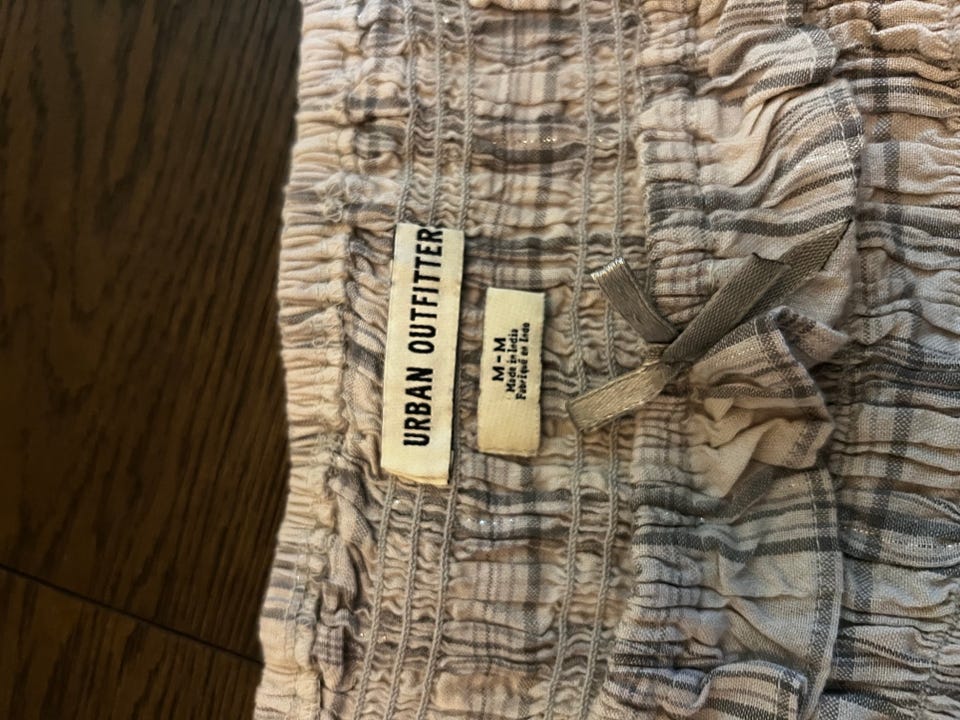 URBAN OUTFITTER
M-M
Made in India
Fabriqué en Inde